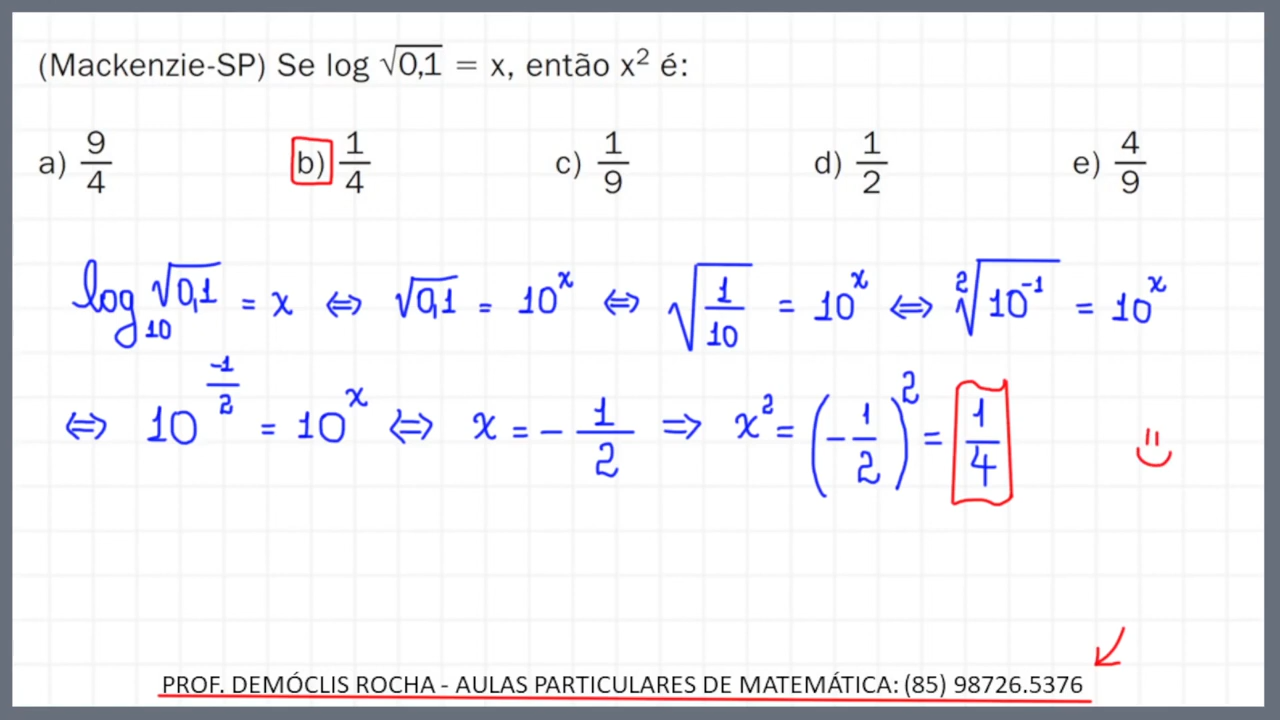 (Mackenzie-SP) Se log √0,1 = x, então x² é:
a) 9/4 b) 1/4 c) 1/9 d) 1/2 e) 4/9
log₁₀ √0,1 = x ⇔ √0,1 = 10^x ⇔ √(1/10) = 10^x ⇔ ²√(10⁻¹) = 10^x
⇔ 10^(-1/2) = 10^x ⇔ x = -1/2 ⇒ x² = (-1/2)² = 1/4
PROF. DEMÓCLIS ROCHA - AULAS PARTICULARES DE MATEMÁTICA: (85) 98726.5376